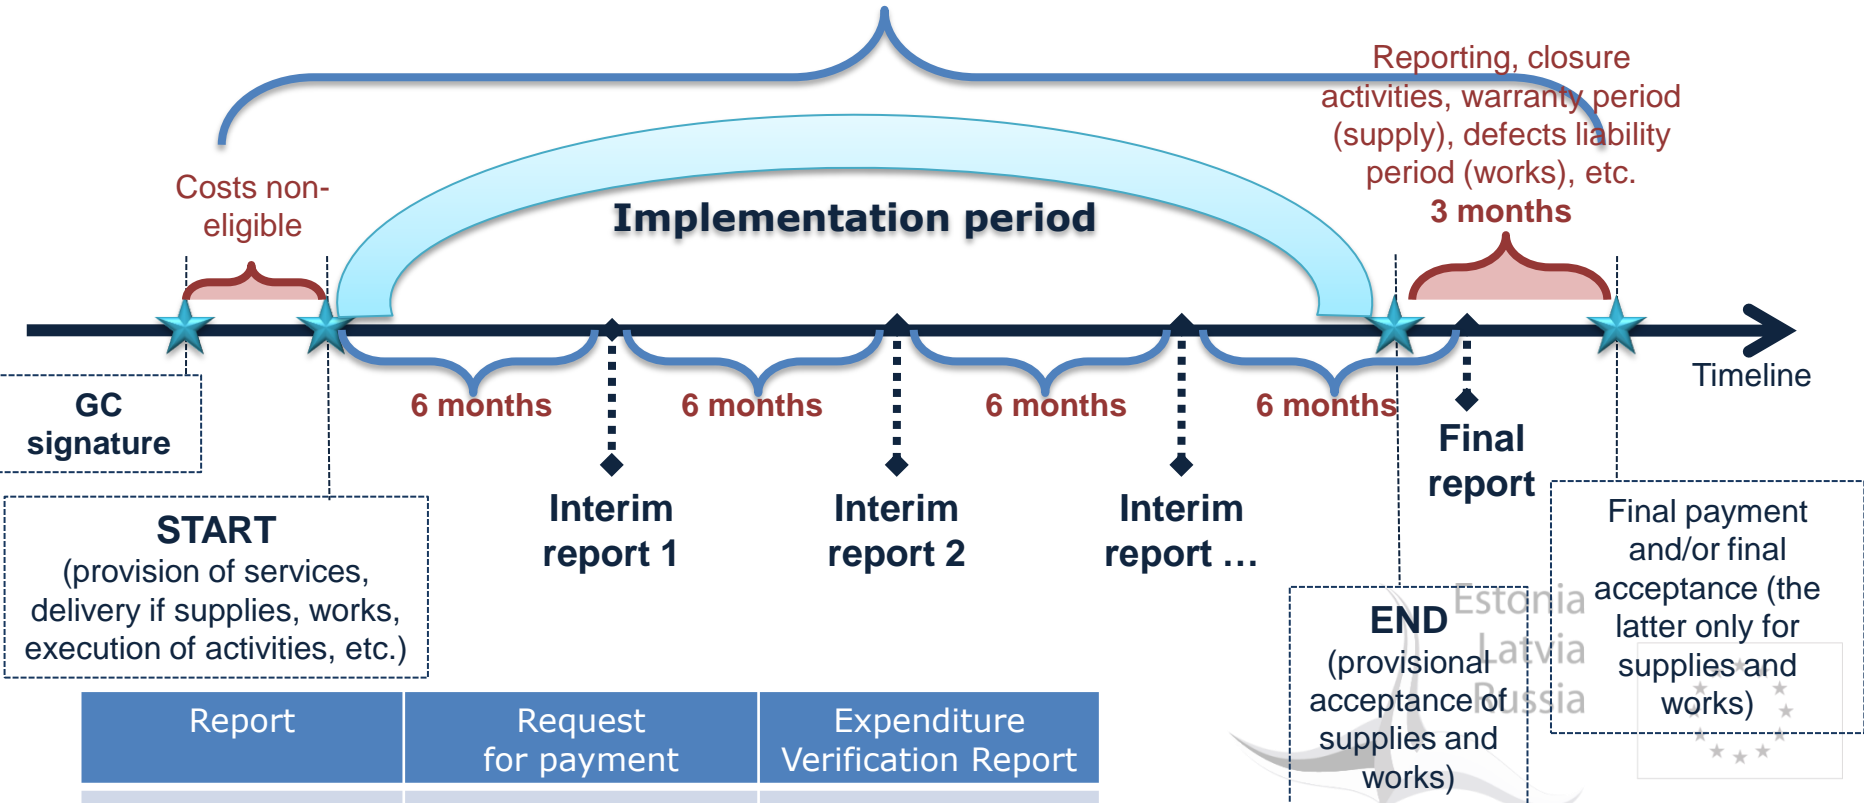 Reporting, closure
activities, warranty period
(supply), defects liability
period (works), etc.
3 months
Costs non-
eligible
Implementation period
Timeline
6 months
6 months
6 months
6 months
GC
signature
START
(provision of services,
delivery if supplies, works,
execution of activities, etc.)
Interim
report 1
Interim
report 2
Interim
report …
Final
report
END
(provisional
acceptance of
supplies and
works)
Final payment
and/or final
acceptance (the
latter only for
supplies and
works)
Estonia
Latvia
Russia
Report
Request
for payment
Expenditure
Verification Report